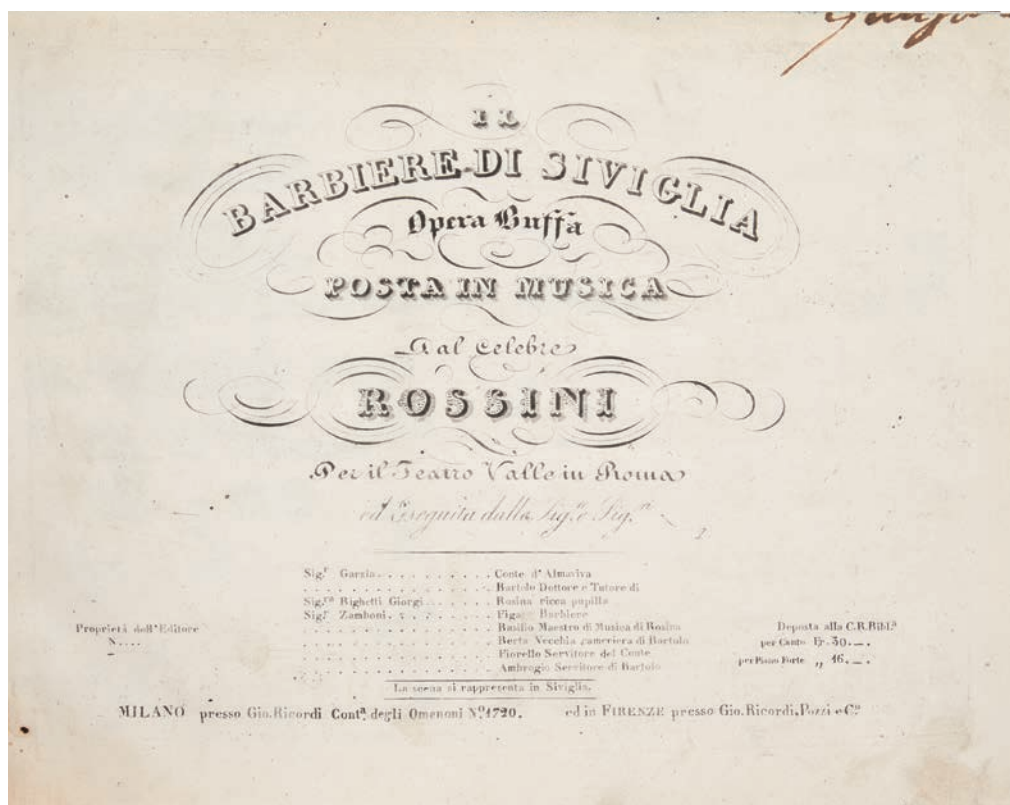 IL
BARBIERE DI SIVIGLIA
Opera Buffa
POSTA IN MUSICA
Dal celebre
ROSSINI
Per il Teatro Valle in Roma
ed Eseguita dalli Sig.
Sig.r Garzia. . . . . . . . . . Conte d'Almaviva
. . . . . . . . . . . . . . . Bartolo Dottore e Tutore di
Sig.ra Righetti Giorgi. . . . . . Rosina ricca pupilla
Sig.r Zamboni. . . . . . . . . Figaro Barbiere
. . . . . . . . . . . . . . . Basilio Maestro di Musica di Rosina
. . . . . . . . . . . . . . . Berta Vecchia cameriera di Bartolo
. . . . . . . . . . . . . . . Fiorello Servitore del Conte
. . . . . . . . . . . . . . . Ambrogio Servitore di Bartolo
Proprietà dell'Editore
N. . . .
Deposta alla C.R.Bibl.a
per Canto Fr. 30._.
per Piano Forte „ 16._.
La scena si rappresenta in Siviglia.
MILANO presso Gio. Ricordi Cont.a degli Omenoni N.o 1720. ed in FIRENZE presso Gio. Ricordi, Pozzi e C.o